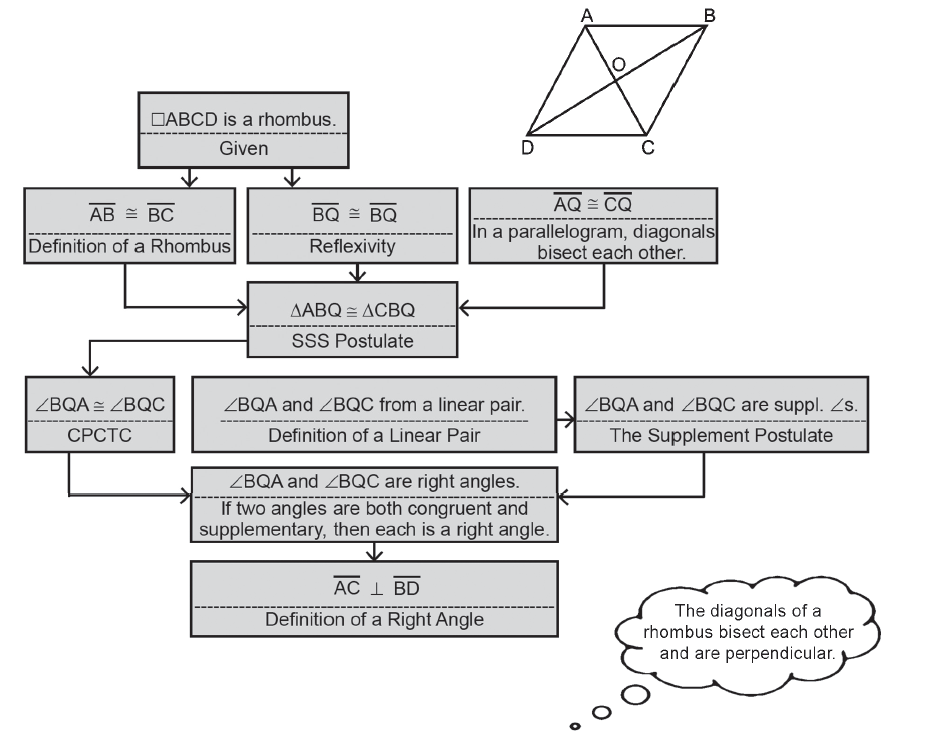 A B
O
D C
□ABCD is a rhombus.
Given
AB ≅ BC
Definition of a Rhombus
BQ ≅ BQ
Reflexivity
AQ ≅ CQ
In a parallelogram, diagonals
bisect each other.
ΔABQ ≅ ΔCBQ
SSS Postulate
∠BQA ≅ ∠BQC
CPCTC
∠BQA and ∠BQC from a linear pair.
Definition of a Linear Pair
∠BQA and ∠BQC are suppl. ∠s.
The Supplement Postulate
∠BQA and ∠BQC are right angles.
If two angles are both congruent and
supplementary, then each is a right angle.
AC ⊥ BD
Definition of a Right Angle
The diagonals of a
rhombus bisect each other
and are perpendicular.